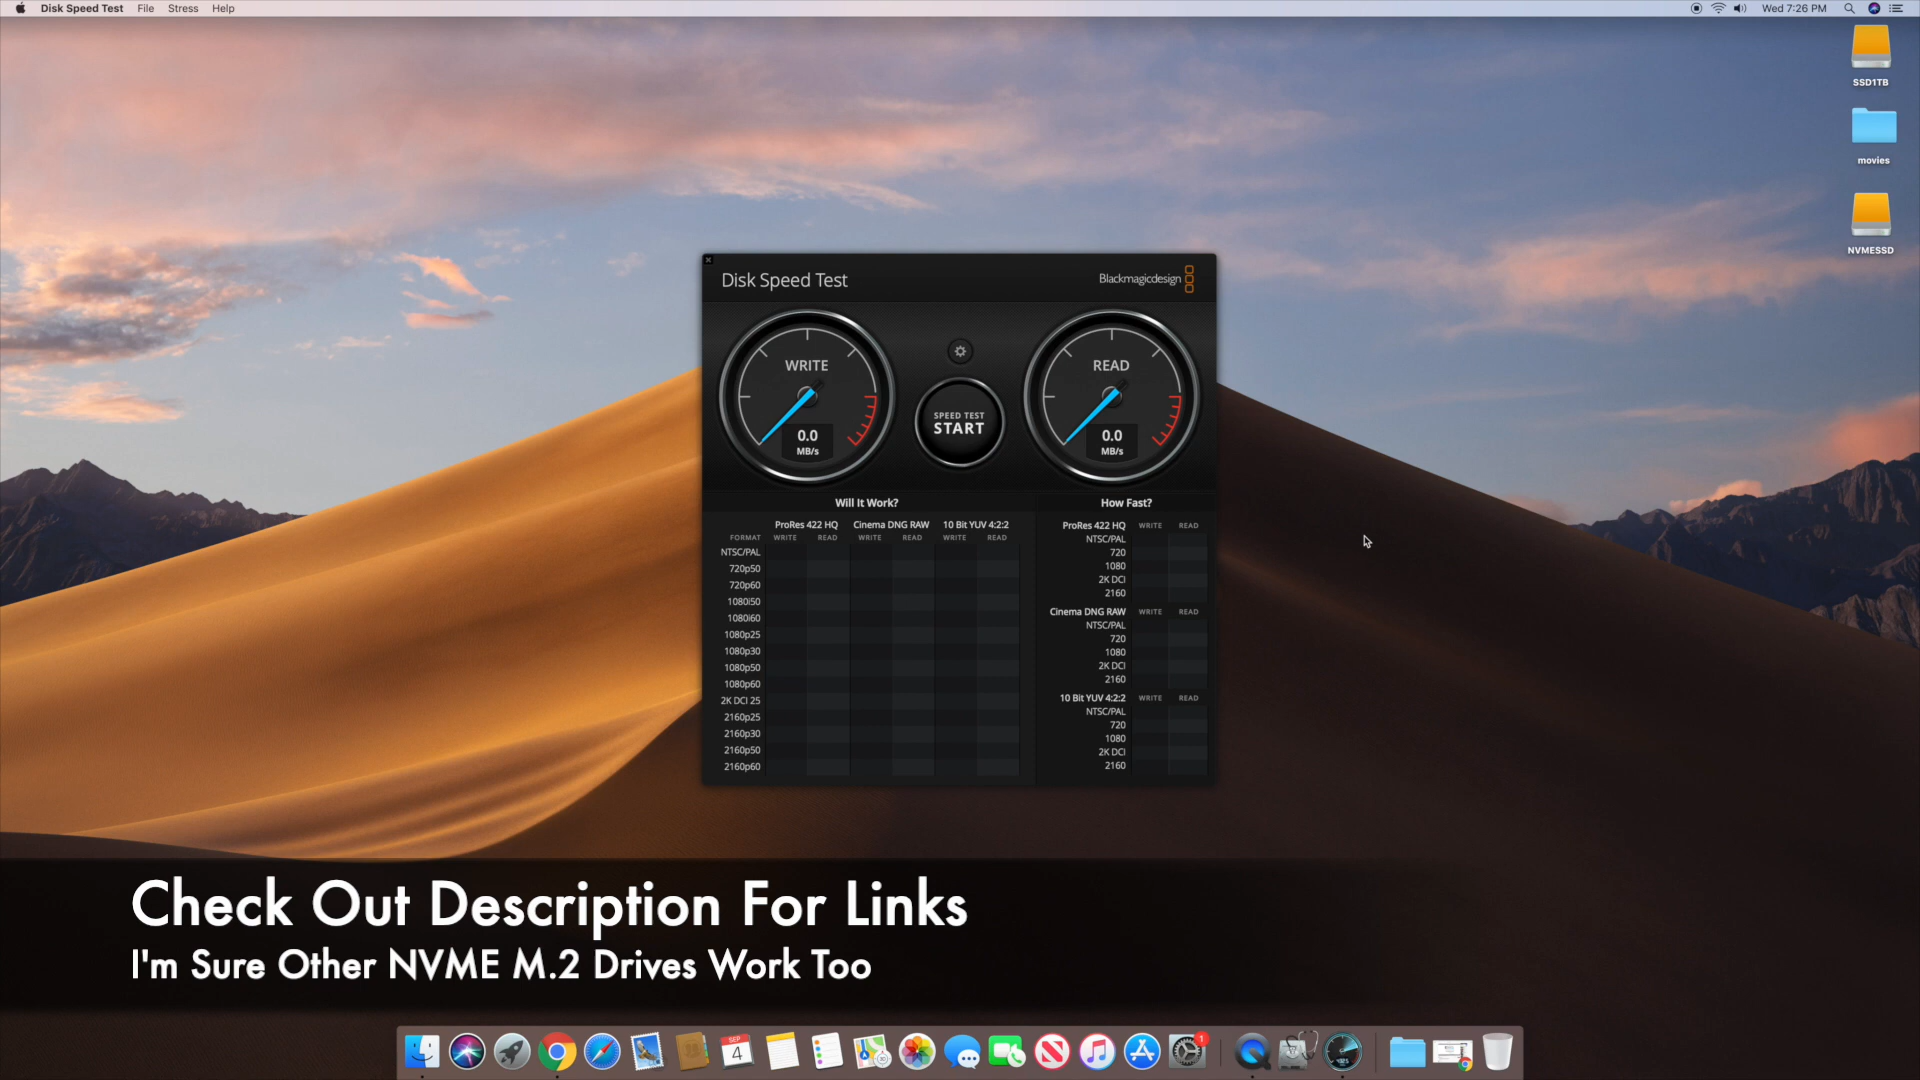 Disk Speed Test File Stress Help Wed 7:26 PM
SSD1TB
movies
NVMESSD
Disk Speed Test
Blackmagicdesign
WRITE
0.0
MB/s
SPEED TEST
START
READ
0.0
MB/s
Will It Work?
ProRes 422 HQ Cinema DNG RAW 10 Bit YUV 4:2:2
FORMAT WRITE READ WRITE READ WRITE READ
NTSC/PAL
720p50
720p60
1080i50
1080i60
1080p25
1080p30
1080p50
1080p60
2K DCI 25
2160p25
2160p30
2160p50
2160p60
How Fast?
ProRes 422 HQ WRITE READ
NTSC/PAL
720
1080
2K DCI
2160
Cinema DNG RAW WRITE READ
NTSC/PAL
720
1080
2K DCI
2160
10 Bit YUV 4:2:2 WRITE READ
NTSC/PAL
720
1080
2K DCI
2160
Check Out Description For Links
I'm Sure Other NVME M.2 Drives Work Too
SEP
4
1